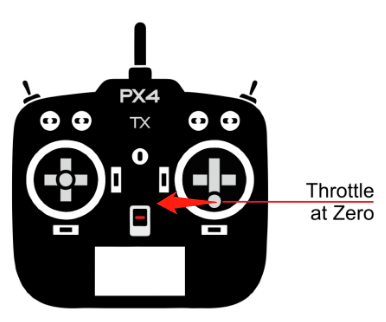 PX4
TX
Throttle
at Zero